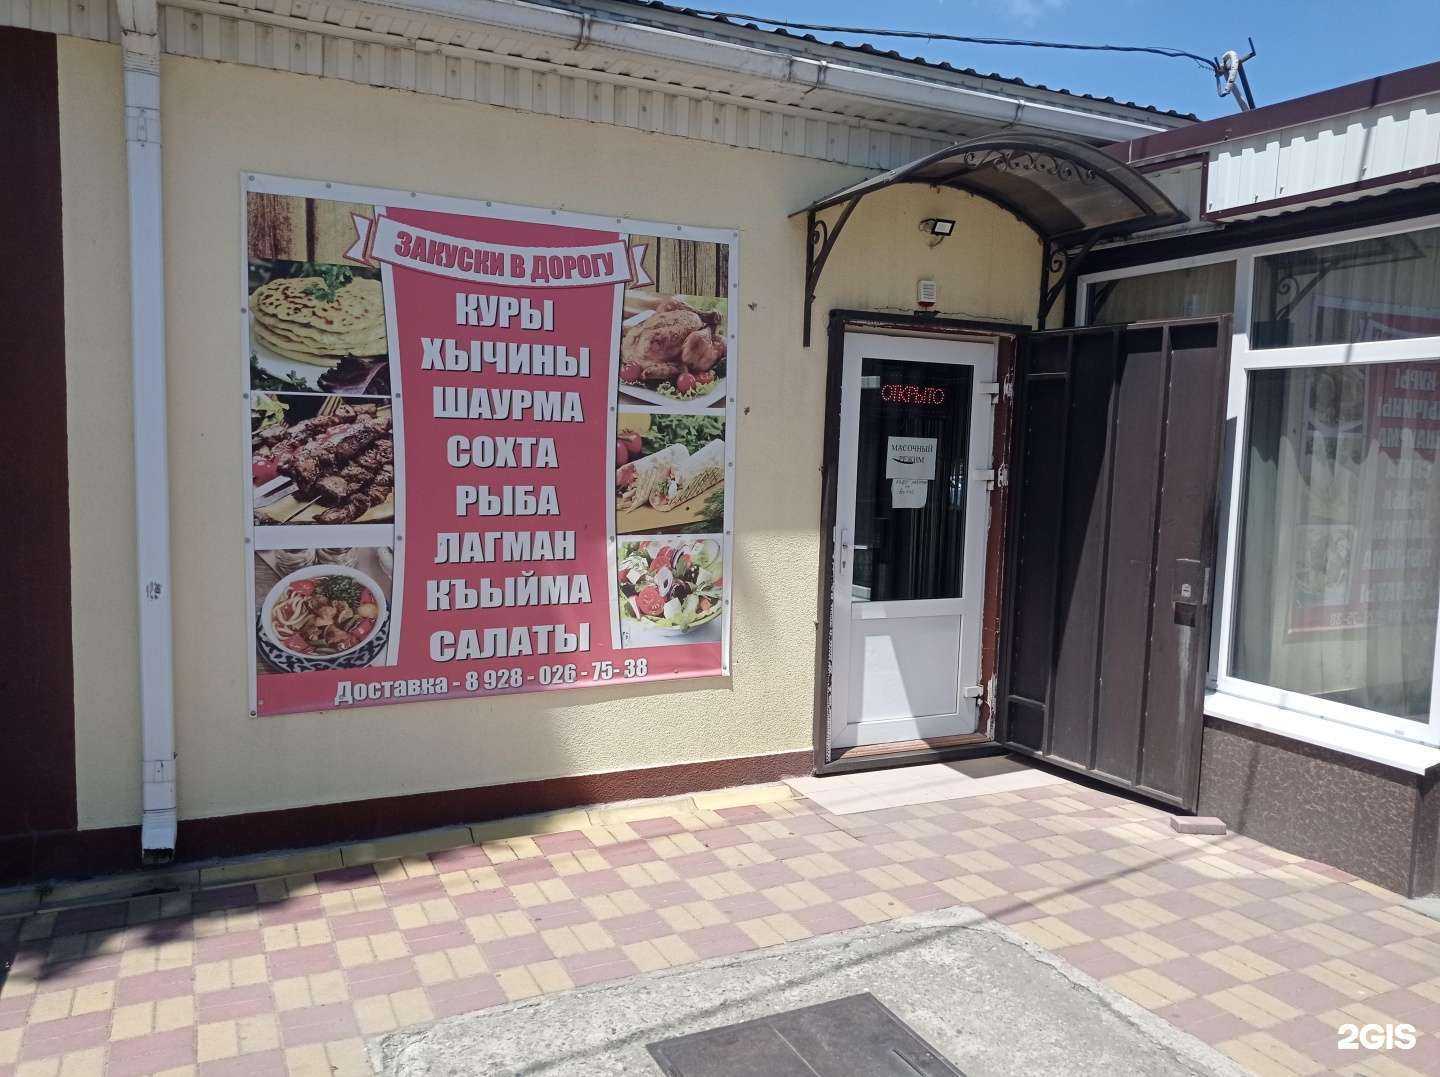 ЗАКУСКИ В ДОРОГУ
КУРЫ
ХЫЧИНЫ
ШАУРМА
СОХТА
РЫБА
ЛАГМАН
КЪЫЙМА
САЛАТЫ
Доставка - 8 928 - 026 - 75- 38
ОТКРЫТО
МАСОЧНЫЙ
РЕЖИМ
2GIS